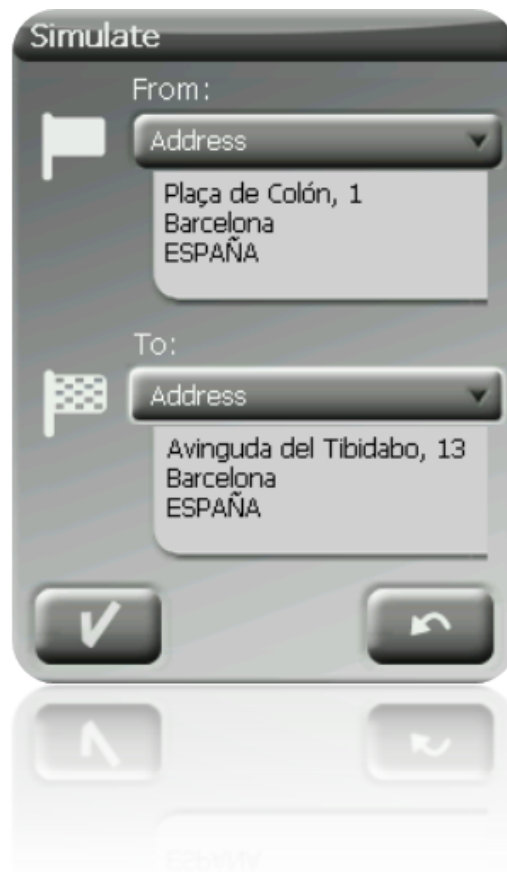 Simulate
From:
Address
Plaça de Colón, 1
Barcelona
ESPAÑA
To:
Address
Avinguda del Tibidabo, 13
Barcelona
ESPAÑA